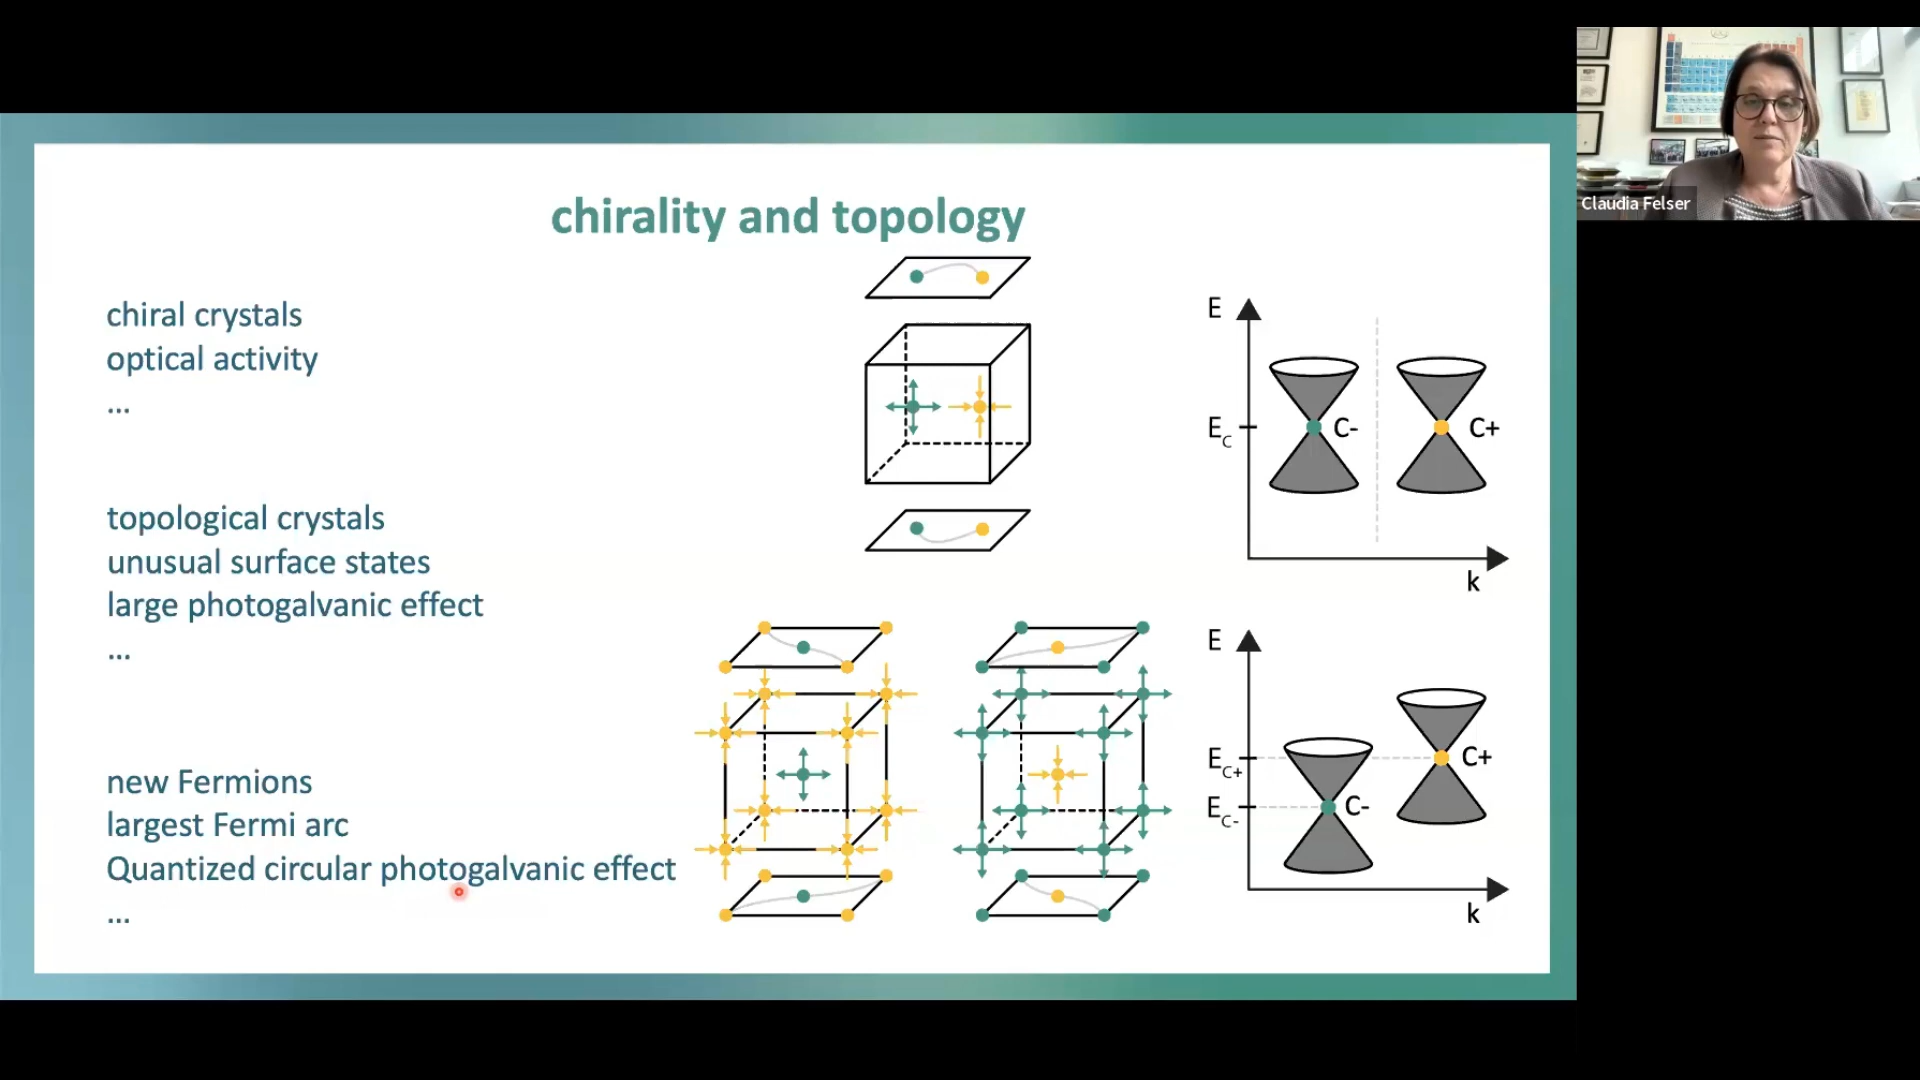 chirality and topology
chiral crystals
optical activity
...
topological crystals
unusual surface states
large photogalvanic effect
...
new Fermions
largest Fermi arc
Quantized circular photogalvanic effect
...
E
E_C
C-
C+
k
E
E_C+
E_C-
C-
C+
k
Claudia Felser